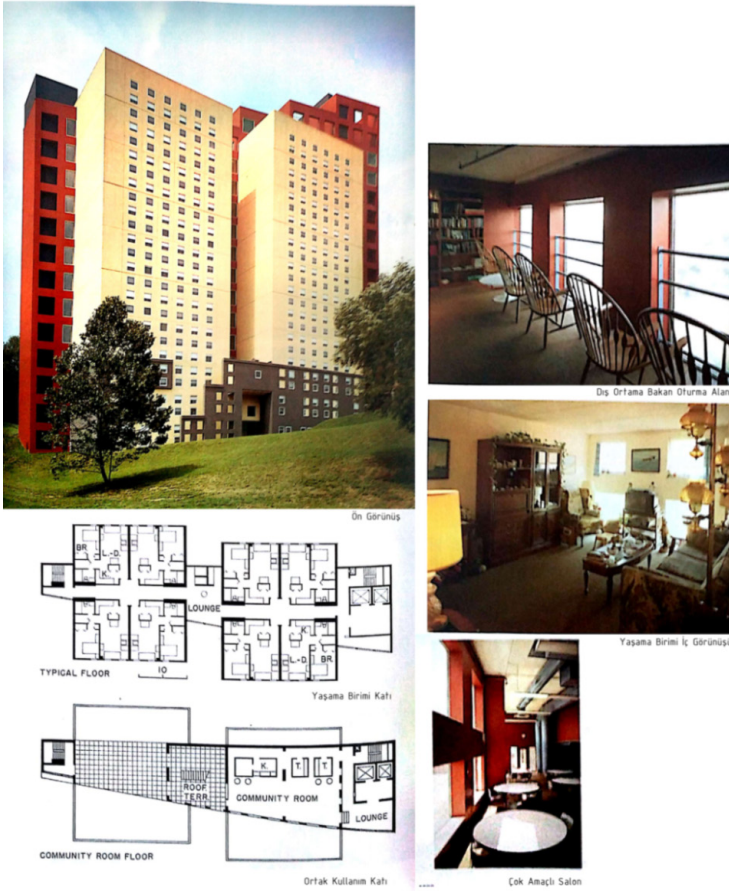 Ön Görünüş
BR.
L.-D.
K.
LOUNGE
K.
L.-D.
BR.
TYPICAL FLOOR
10
Yaşama Birimi Katı
K.
T.
T.
ROOF
TERR.
COMMUNITY ROOM
LOUNGE
COMMUNITY ROOM FLOOR
Ortak Kullanım Katı
Dış Ortama Bakan Oturma Alan
Yaşama Birimi İç Görünüşü
Çok Amaçlı Salon